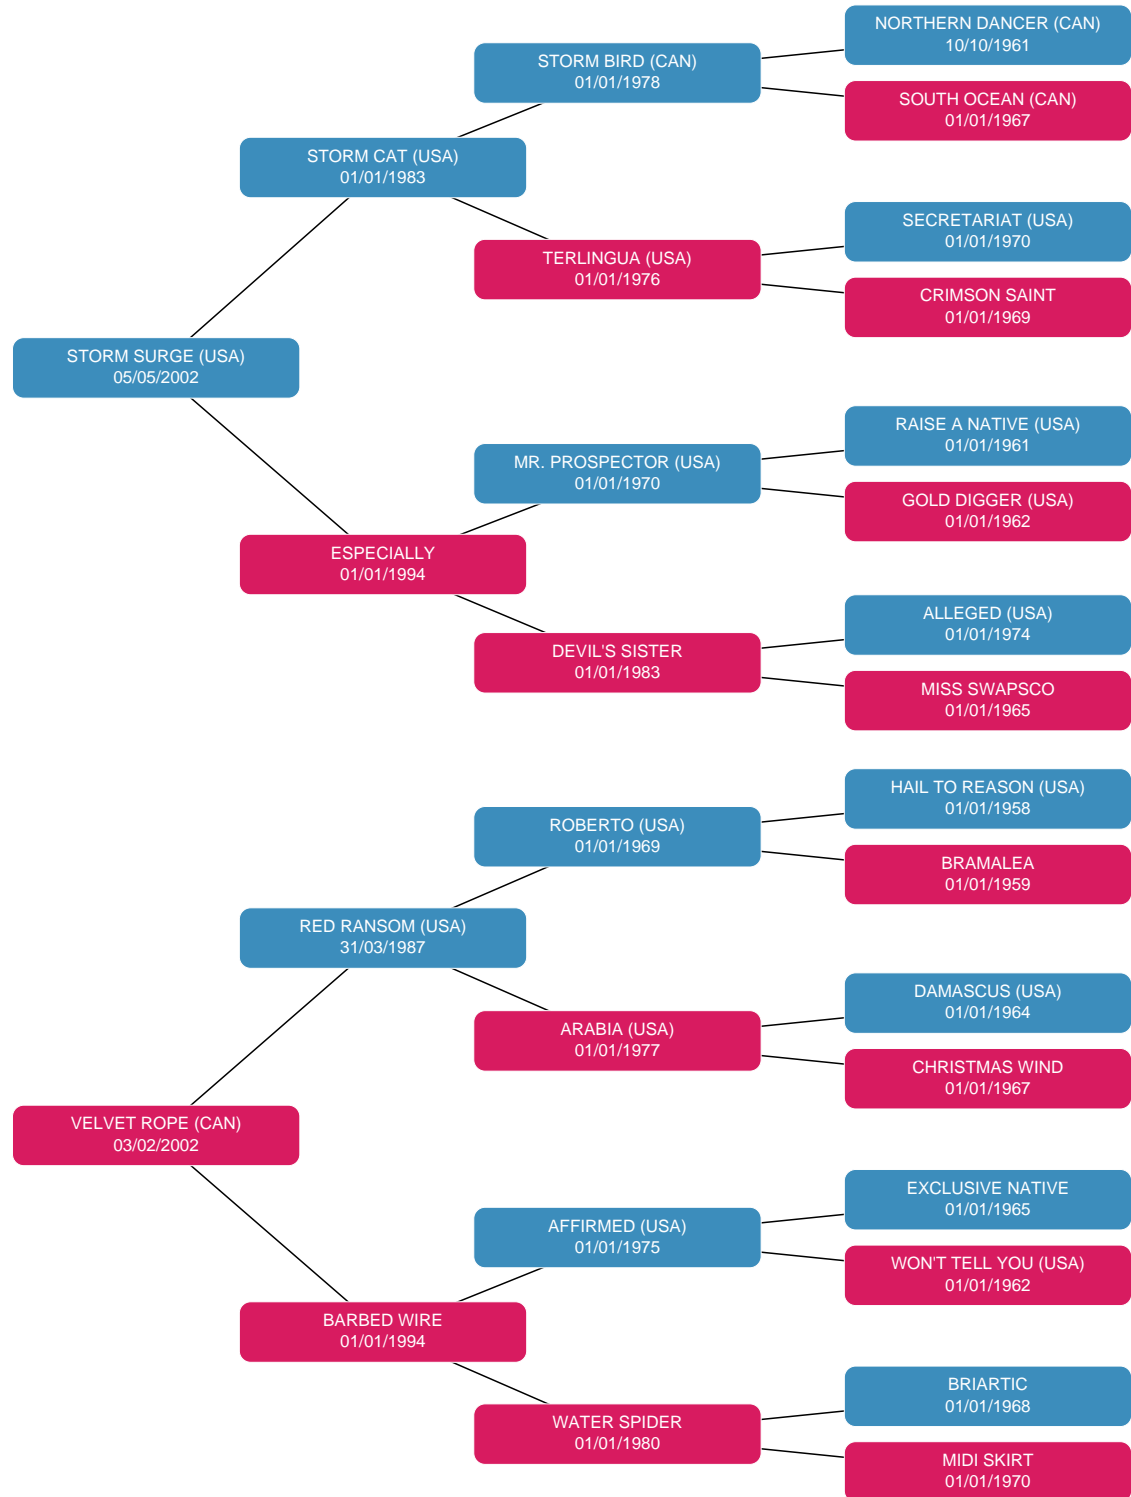 NORTHERN DANCER (CAN)
10/10/1961
STORM BIRD (CAN)
01/01/1978
SOUTH OCEAN (CAN)
01/01/1967
STORM CAT (USA)
01/01/1983
SECRETARIAT (USA)
01/01/1970
TERLINGUA (USA)
01/01/1976
CRIMSON SAINT
01/01/1969
STORM SURGE (USA)
05/05/2002
RAISE A NATIVE (USA)
01/01/1961
MR. PROSPECTOR (USA)
01/01/1970
GOLD DIGGER (USA)
01/01/1962
ESPECIALLY
01/01/1994
ALLEGED (USA)
01/01/1974
DEVIL'S SISTER
01/01/1983
MISS SWAPSCO
01/01/1965
HAIL TO REASON (USA)
01/01/1958
ROBERTO (USA)
01/01/1969
BRAMALEA
01/01/1959
RED RANSOM (USA)
31/03/1987
DAMASCUS (USA)
01/01/1964
ARABIA (USA)
01/01/1977
CHRISTMAS WIND
01/01/1967
VELVET ROPE (CAN)
03/02/2002
EXCLUSIVE NATIVE
01/01/1965
AFFIRMED (USA)
01/01/1975
WON'T TELL YOU (USA)
01/01/1962
BARBED WIRE
01/01/1994
BRIARTIC
01/01/1968
WATER SPIDER
01/01/1980
MIDI SKIRT
01/01/1970